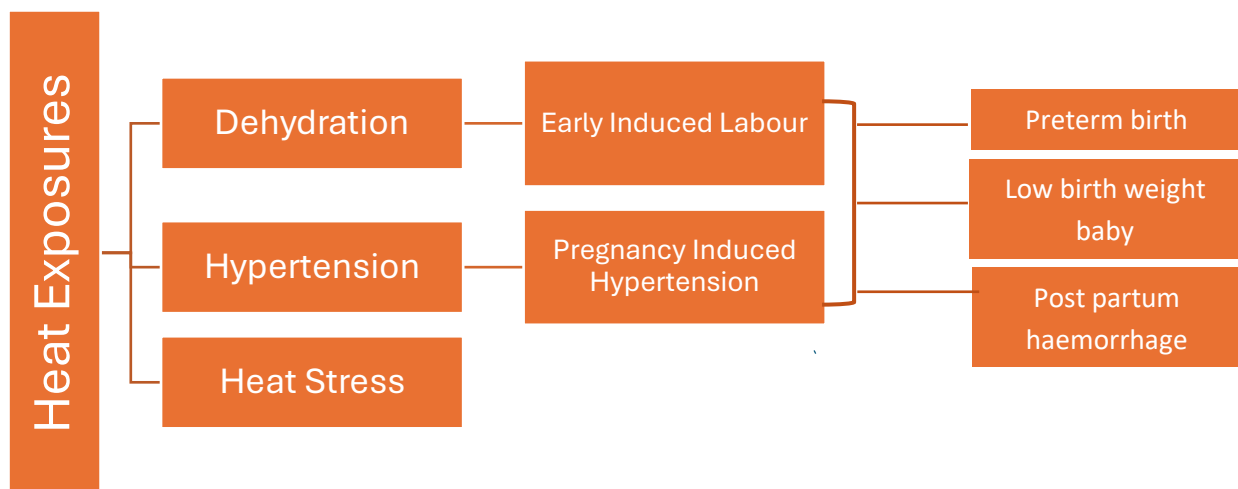 Heat Exposures
Dehydration
Hypertension
Heat Stress
Early Induced Labour
Pregnancy Induced
Hypertension
Preterm birth
Low birth weight
baby
Post partum
haemorrhage